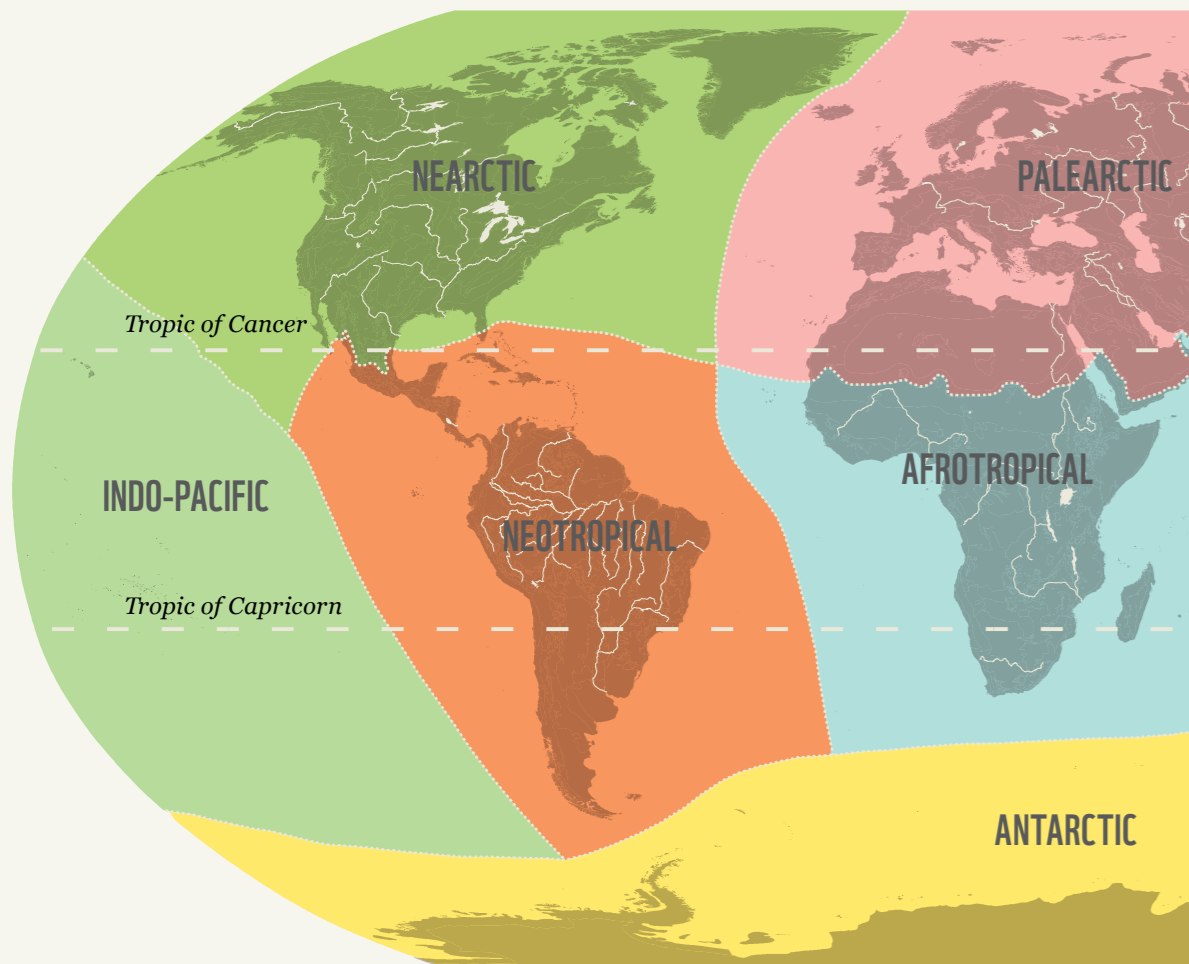 NEARCTIC
PALEARCTIC
Tropic of Cancer
AFROTROPICAL
INDO-PACIFIC
NEOTROPICAL
Tropic of Capricorn
ANTARCTIC